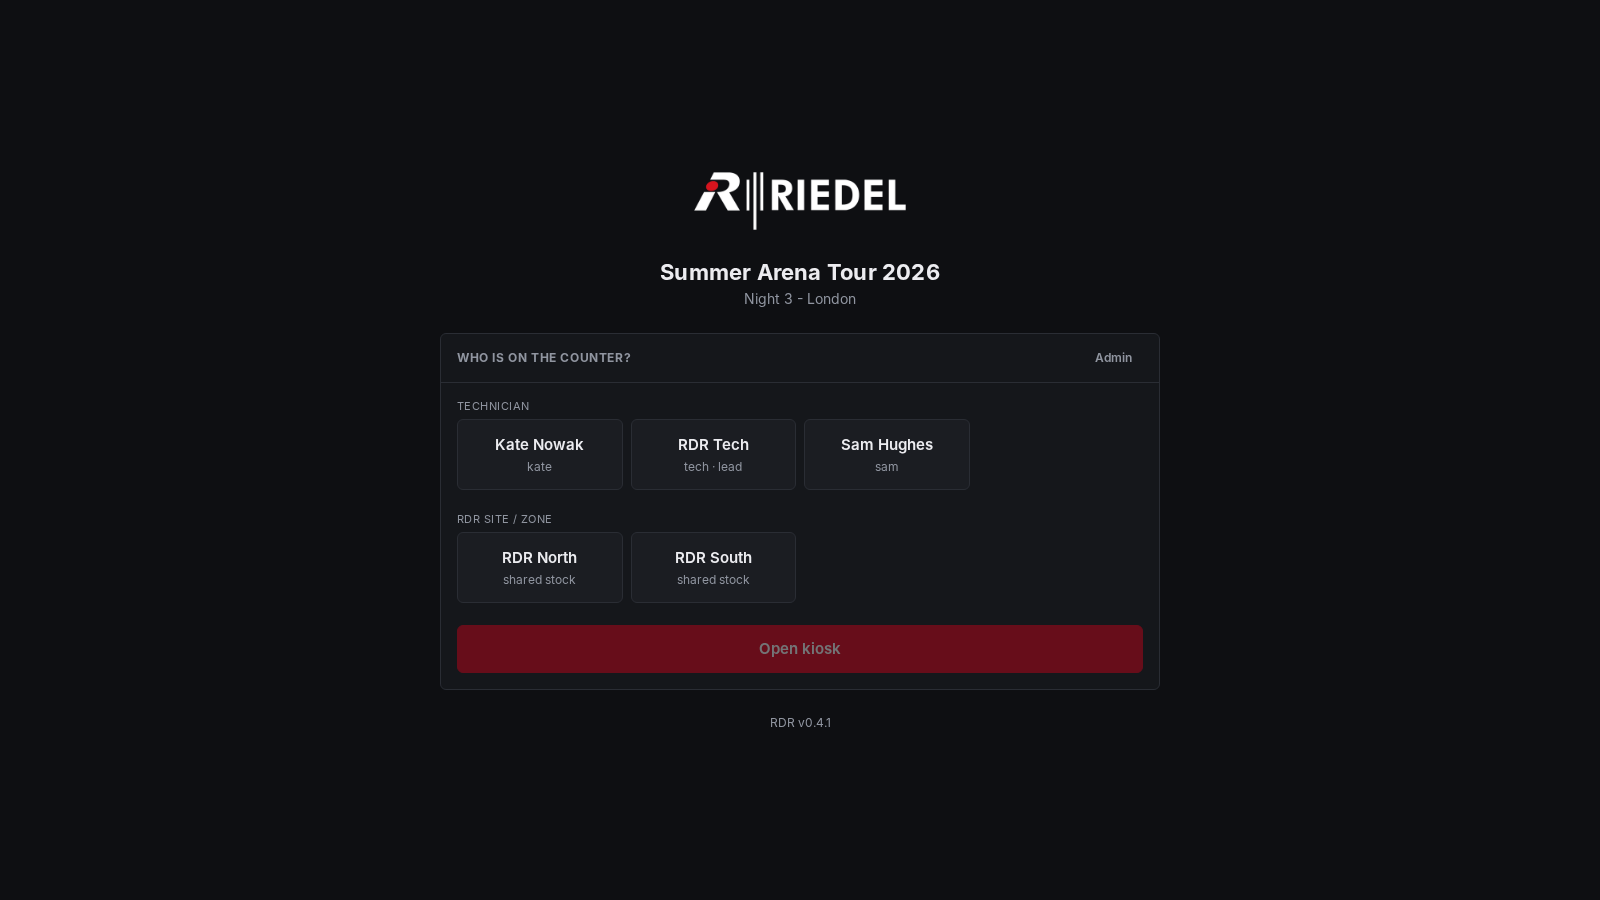 RIEDEL
Summer Arena Tour 2026
Night 3 - London
WHO IS ON THE COUNTER?
Admin
TECHNICIAN
Kate Nowak
kate
RDR Tech
tech · lead
Sam Hughes
sam
RDR SITE / ZONE
RDR North
shared stock
RDR South
shared stock
Open kiosk
RDR v0.4.1